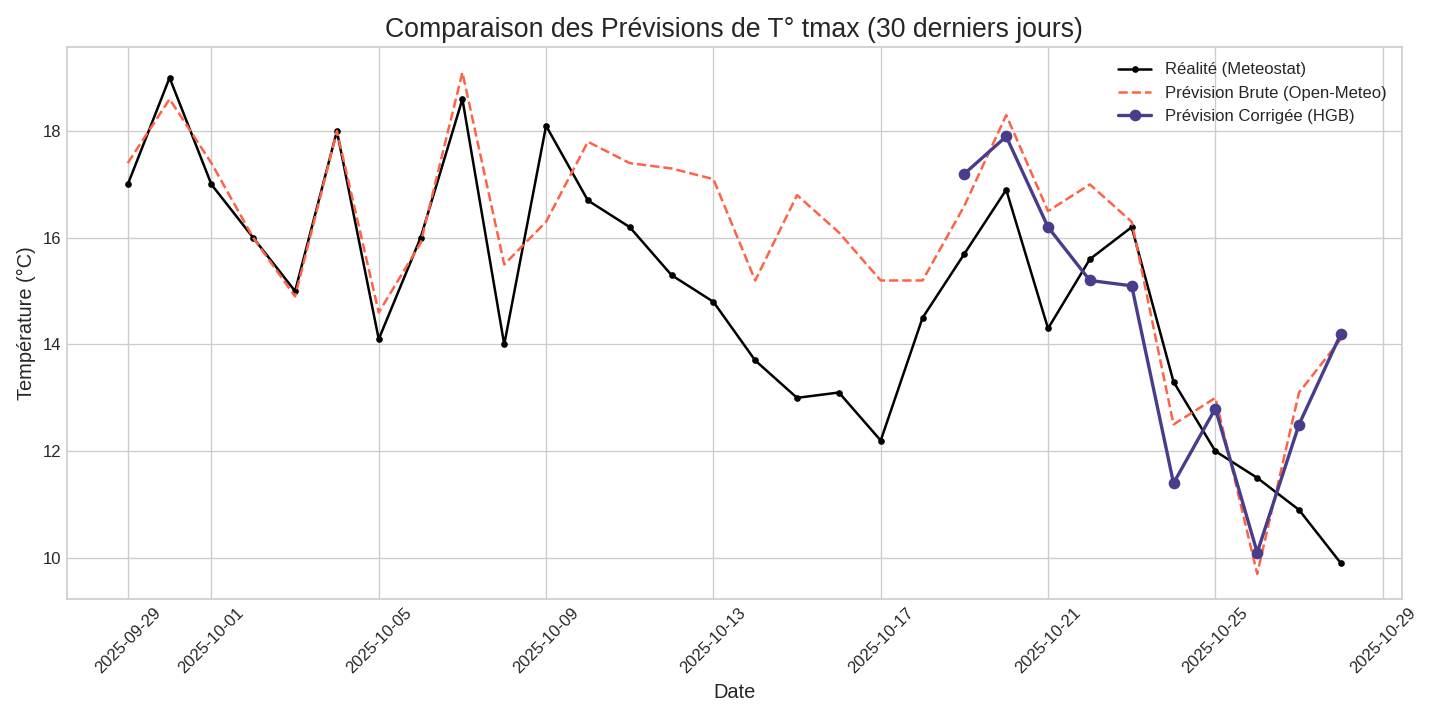 Comparaison des Prévisions de T° tmax (30 derniers jours)
Réalité (Meteostat)
Prévision Brute (Open-Meteo)
Prévision Corrigée (HGB)
Température (°C)
18
16
14
12
10
2025-09-29
2025-10-01
2025-10-05
2025-10-09
2025-10-13
2025-10-17
2025-10-21
2025-10-25
2025-10-29
Date